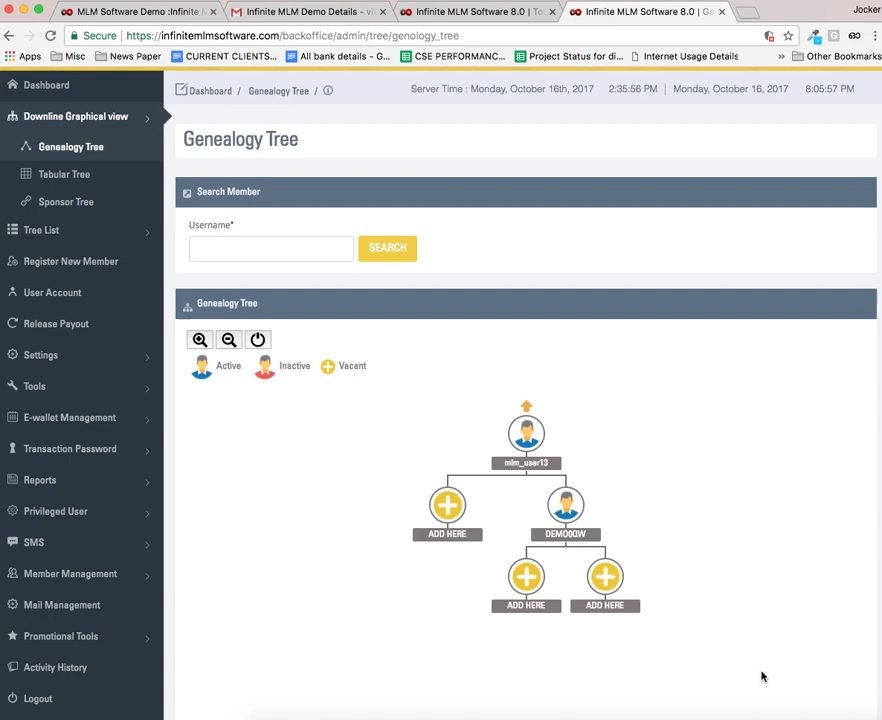 MLM Software Demo :Infinite M
Infinite MLM Demo Details - vi
Infinite MLM Software 8.0 | To
Infinite MLM Software 8.0 | Ge
Jocker
Secure https://infinitemlmsoftware.com/backoffice/admin/tree/genology_tree
Apps Misc News Paper CURRENT CLIENTS... All bank details - G... CSE PERFORMANC... Project Status for di... Internet Usage Details » Other Bookmarks
Dashboard
Downline Graphical view
Genealogy Tree
Tabular Tree
Sponsor Tree
Tree List
Register New Member
User Account
Release Payout
Settings
Tools
E-wallet Management
Transaction Password
Reports
Privileged User
SMS
Member Management
Mail Management
Promotional Tools
Activity History
Logout
Dashboard / Genealogy Tree /
Server Time : Monday, October 16th, 2017 2:35:56 PM | Monday, October 16, 2017 8:05:57 PM
Genealogy Tree
Search Member
Username*
SEARCH
Genealogy Tree
Active Inactive Vacant
mlm_user13
ADD HERE DEMO0QW
ADD HERE ADD HERE